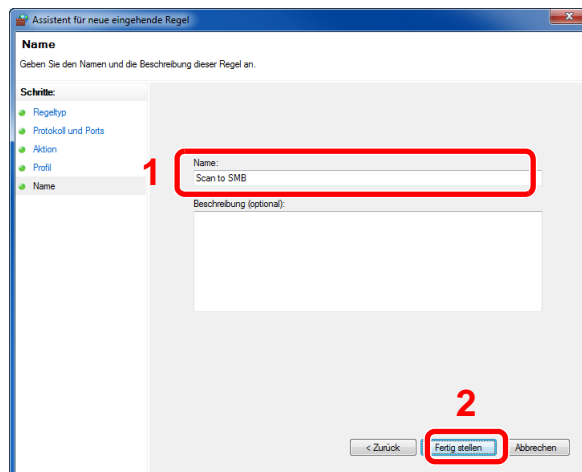 Assistent für neue eingehende Regel
Name
Geben Sie den Namen und die Beschreibung dieser Regel an.
Schritte:
Regeltyp
Protokoll und Ports
Aktion
Profil
Name
1
Name:
Scan to SMB
Beschreibung (optional):
2
< Zurück
Fertig stellen
Abbrechen